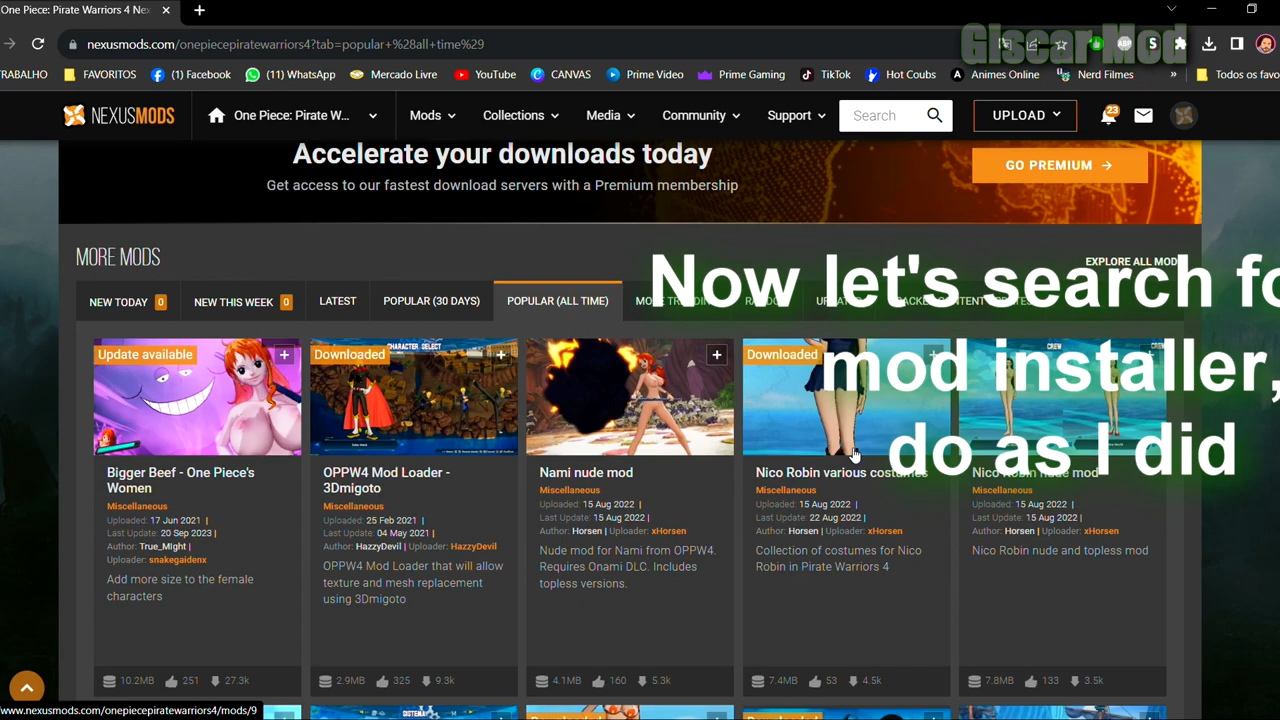 One Piece: Pirate Warriors 4 Nex
nexusmods.com/onepiecepiratewarriors4?tab=popular+%28all+time%29
Giscar Mod
TRABALHO
FAVORITOS
(1) Facebook
(11) WhatsApp
Mercado Livre
YouTube
CANVAS
Prime Video
Prime Gaming
TikTok
Hot Coubs
Animes Online
Nerd Filmes
»
Todos os favo
NEXUSMODS
One Piece: Pirate W...
Mods
Collections
Media
Community
Support
Search
UPLOAD
23
Accelerate your downloads today
Get access to our fastest download servers with a Premium membership
GO PREMIUM
MORE MODS
EXPLORE ALL MOD
Now let's search fo
mod installer,
do as I did
NEW TODAY 0
NEW THIS WEEK 0
LATEST
POPULAR (30 DAYS)
POPULAR (ALL TIME)
Update available
Downloaded
CHARACTER SELECT
Downloaded
CREW
CREW
Bigger Beef - One Piece's
Women
Miscellaneous
Uploaded: 17 Jun 2021 |
Last Update: 20 Sep 2023 |
Author: True_Might |
Uploader: snakegaidenx
Add more size to the female
characters
10.2MB 251 27.3k
OPPW4 Mod Loader -
3Dmigoto
Miscellaneous
Uploaded: 25 Feb 2021 |
Last Update: 04 May 2021 |
Author: HazzyDevil | Uploader: HazzyDevil
OPPW4 Mod Loader that will allow
texture and mesh replacement
using 3Dmigoto
2.9MB 325 9.3k
Nami nude mod
Miscellaneous
Uploaded: 15 Aug 2022 |
Last Update: 15 Aug 2022 |
Author: Horsen | Uploader: xHorsen
Nude mod for Nami from OPPW4.
Requires Onami DLC. Includes
topless versions.
4.1MB 160 5.3k
Nico Robin various costumes
Miscellaneous
Uploaded: 15 Aug 2022 |
Last Update: 22 Aug 2022 |
Author: Horsen | Uploader: xHorsen
Collection of costumes for Nico
Robin in Pirate Warriors 4
7.4MB 53 4.5k
Nico Robin nude mod
Miscellaneous
Uploaded: 15 Aug 2022 |
Last Update: 15 Aug 2022 |
Author: Horsen | Uploader: xHorsen
Nico Robin nude and topless mod
7.8MB 133 3.5k
www.nexusmods.com/onepiecepiratewarriors4/mods/9
SISTEMA